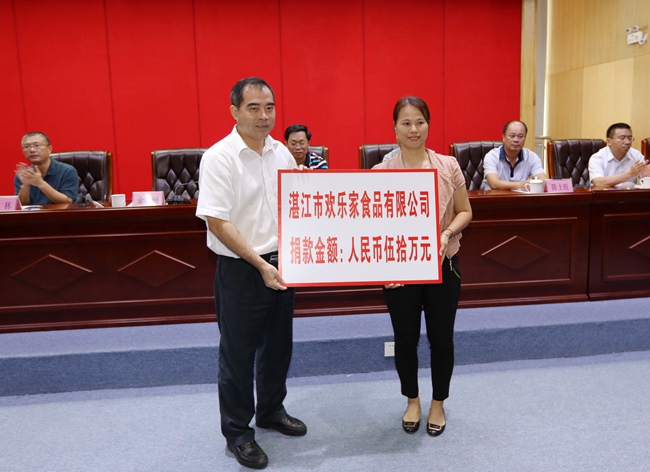 湛江市欢乐家食品有限公司
捐款金额：人民币伍拾万元